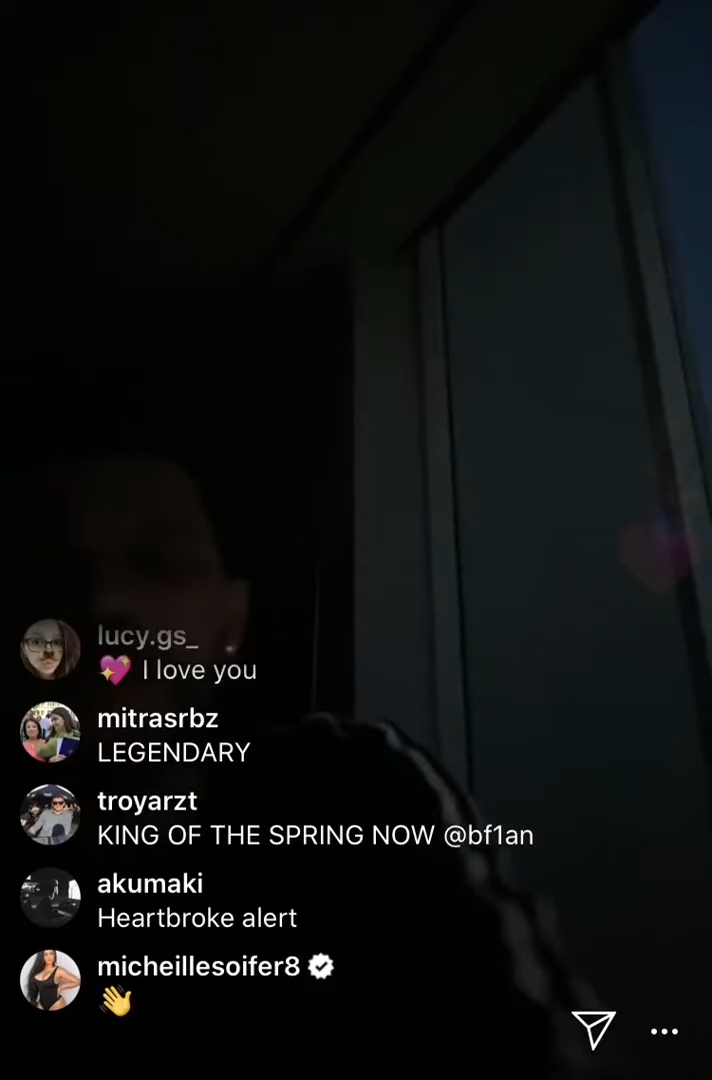 lucy.gs_
💖 I love you
mitrasrbz
LEGENDARY
troyarzt
KING OF THE SPRING NOW @bf1an
akumaki
Heartbroke alert
micheillesoifer8
👋